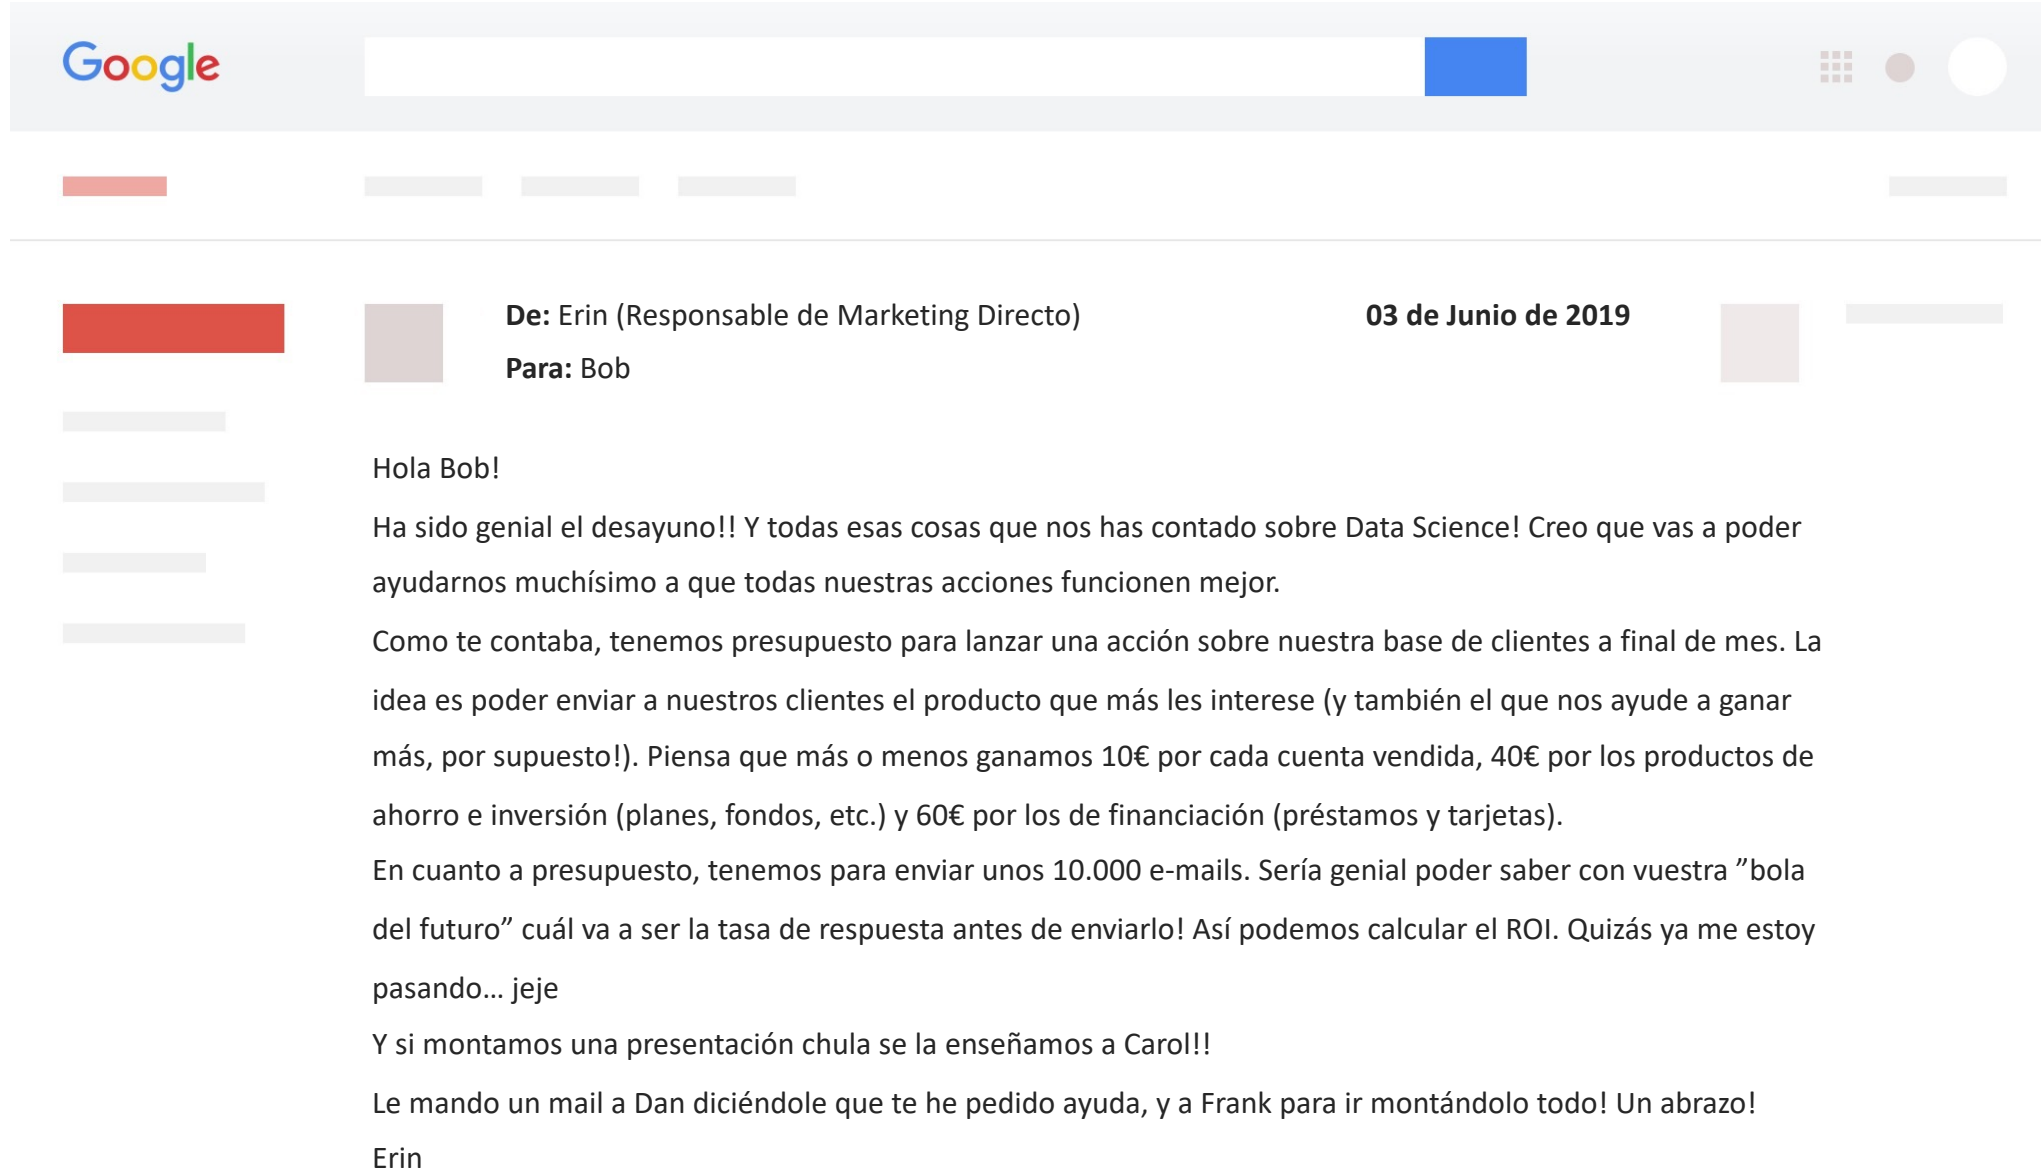 Google
De: Erin (Responsable de Marketing Directo)
03 de Junio de 2019
Para: Bob
Hola Bob!
Ha sido genial el desayuno!! Y todas esas cosas que nos has contado sobre Data Science! Creo que vas a poder
ayudarnos muchísimo a que todas nuestras acciones funcionen mejor.
Como te contaba, tenemos presupuesto para lanzar una acción sobre nuestra base de clientes a final de mes. La
idea es poder enviar a nuestros clientes el producto que más les interese (y también el que nos ayude a ganar
más, por supuesto!). Piensa que más o menos ganamos 10€ por cada cuenta vendida, 40€ por los productos de
ahorro e inversión (planes, fondos, etc.) y 60€ por los de financiación (préstamos y tarjetas).
En cuanto a presupuesto, tenemos para enviar unos 10.000 e-mails. Sería genial poder saber con vuestra ”bola
del futuro” cuál va a ser la tasa de respuesta antes de enviarlo! Así podemos calcular el ROI. Quizás ya me estoy
pasando… jeje
Y si montamos una presentación chula se la enseñamos a Carol!!
Le mando un mail a Dan diciéndole que te he pedido ayuda, y a Frank para ir montándolo todo! Un abrazo!
Erin